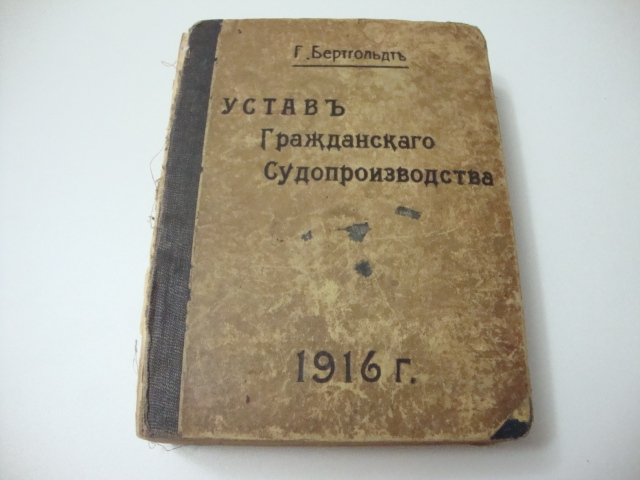 Г. Бертгольдтъ
УСТАВЪ
Гражданскаго
Судопроизводства
1916 г.